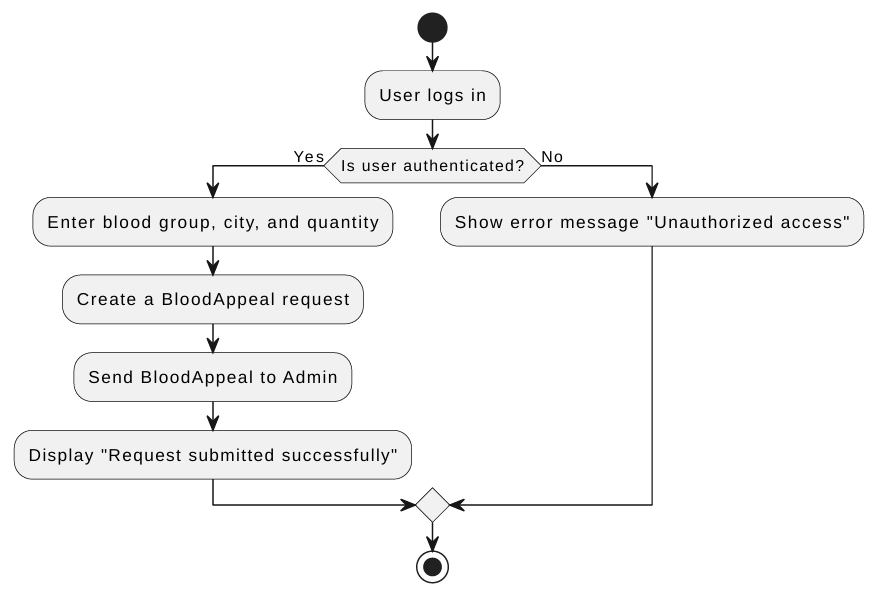 User logs in
Yes
Is user authenticated?
No
Enter blood group, city, and quantity
Show error message "Unauthorized access"
Create a BloodAppeal request
Send BloodAppeal to Admin
Display "Request submitted successfully"